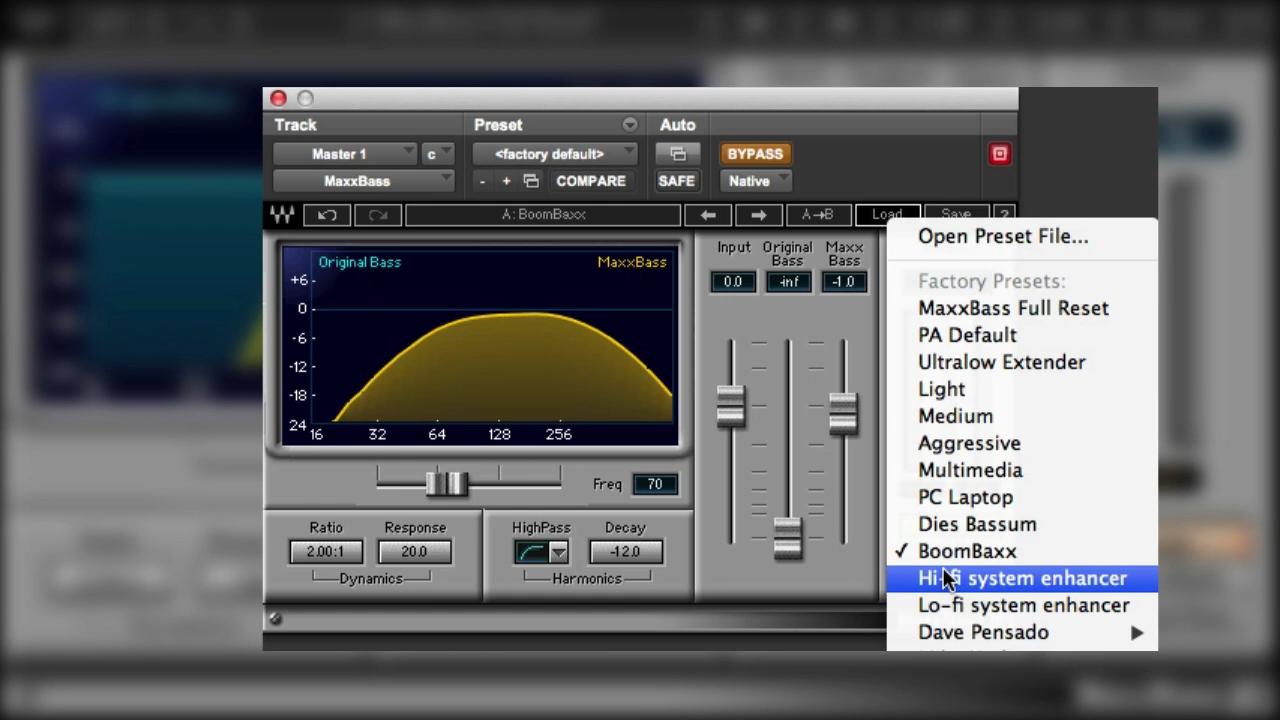 Track Preset Auto
Master 1 c <factory default> BYPASS
MaxxBass - + COMPARE SAFE Native
A: BoomBaxx A→B Load Save ?
Original Bass MaxxBass
+6
0
-6
-12
-18
24
16 32 64 128 256
Freq 70
Ratio Response HighPass Decay
2.00:1 20.0 -12.0
Dynamics Harmonics
Input Original Bass Maxx Bass
0.0 -inf -1.0
Open Preset File...
Factory Presets:
MaxxBass Full Reset
PA Default
Ultralow Extender
Light
Medium
Aggressive
Multimedia
PC Laptop
Dies Bassum
✓ BoomBaxx
Hi-fi system enhancer
Lo-fi system enhancer
Dave Pensado